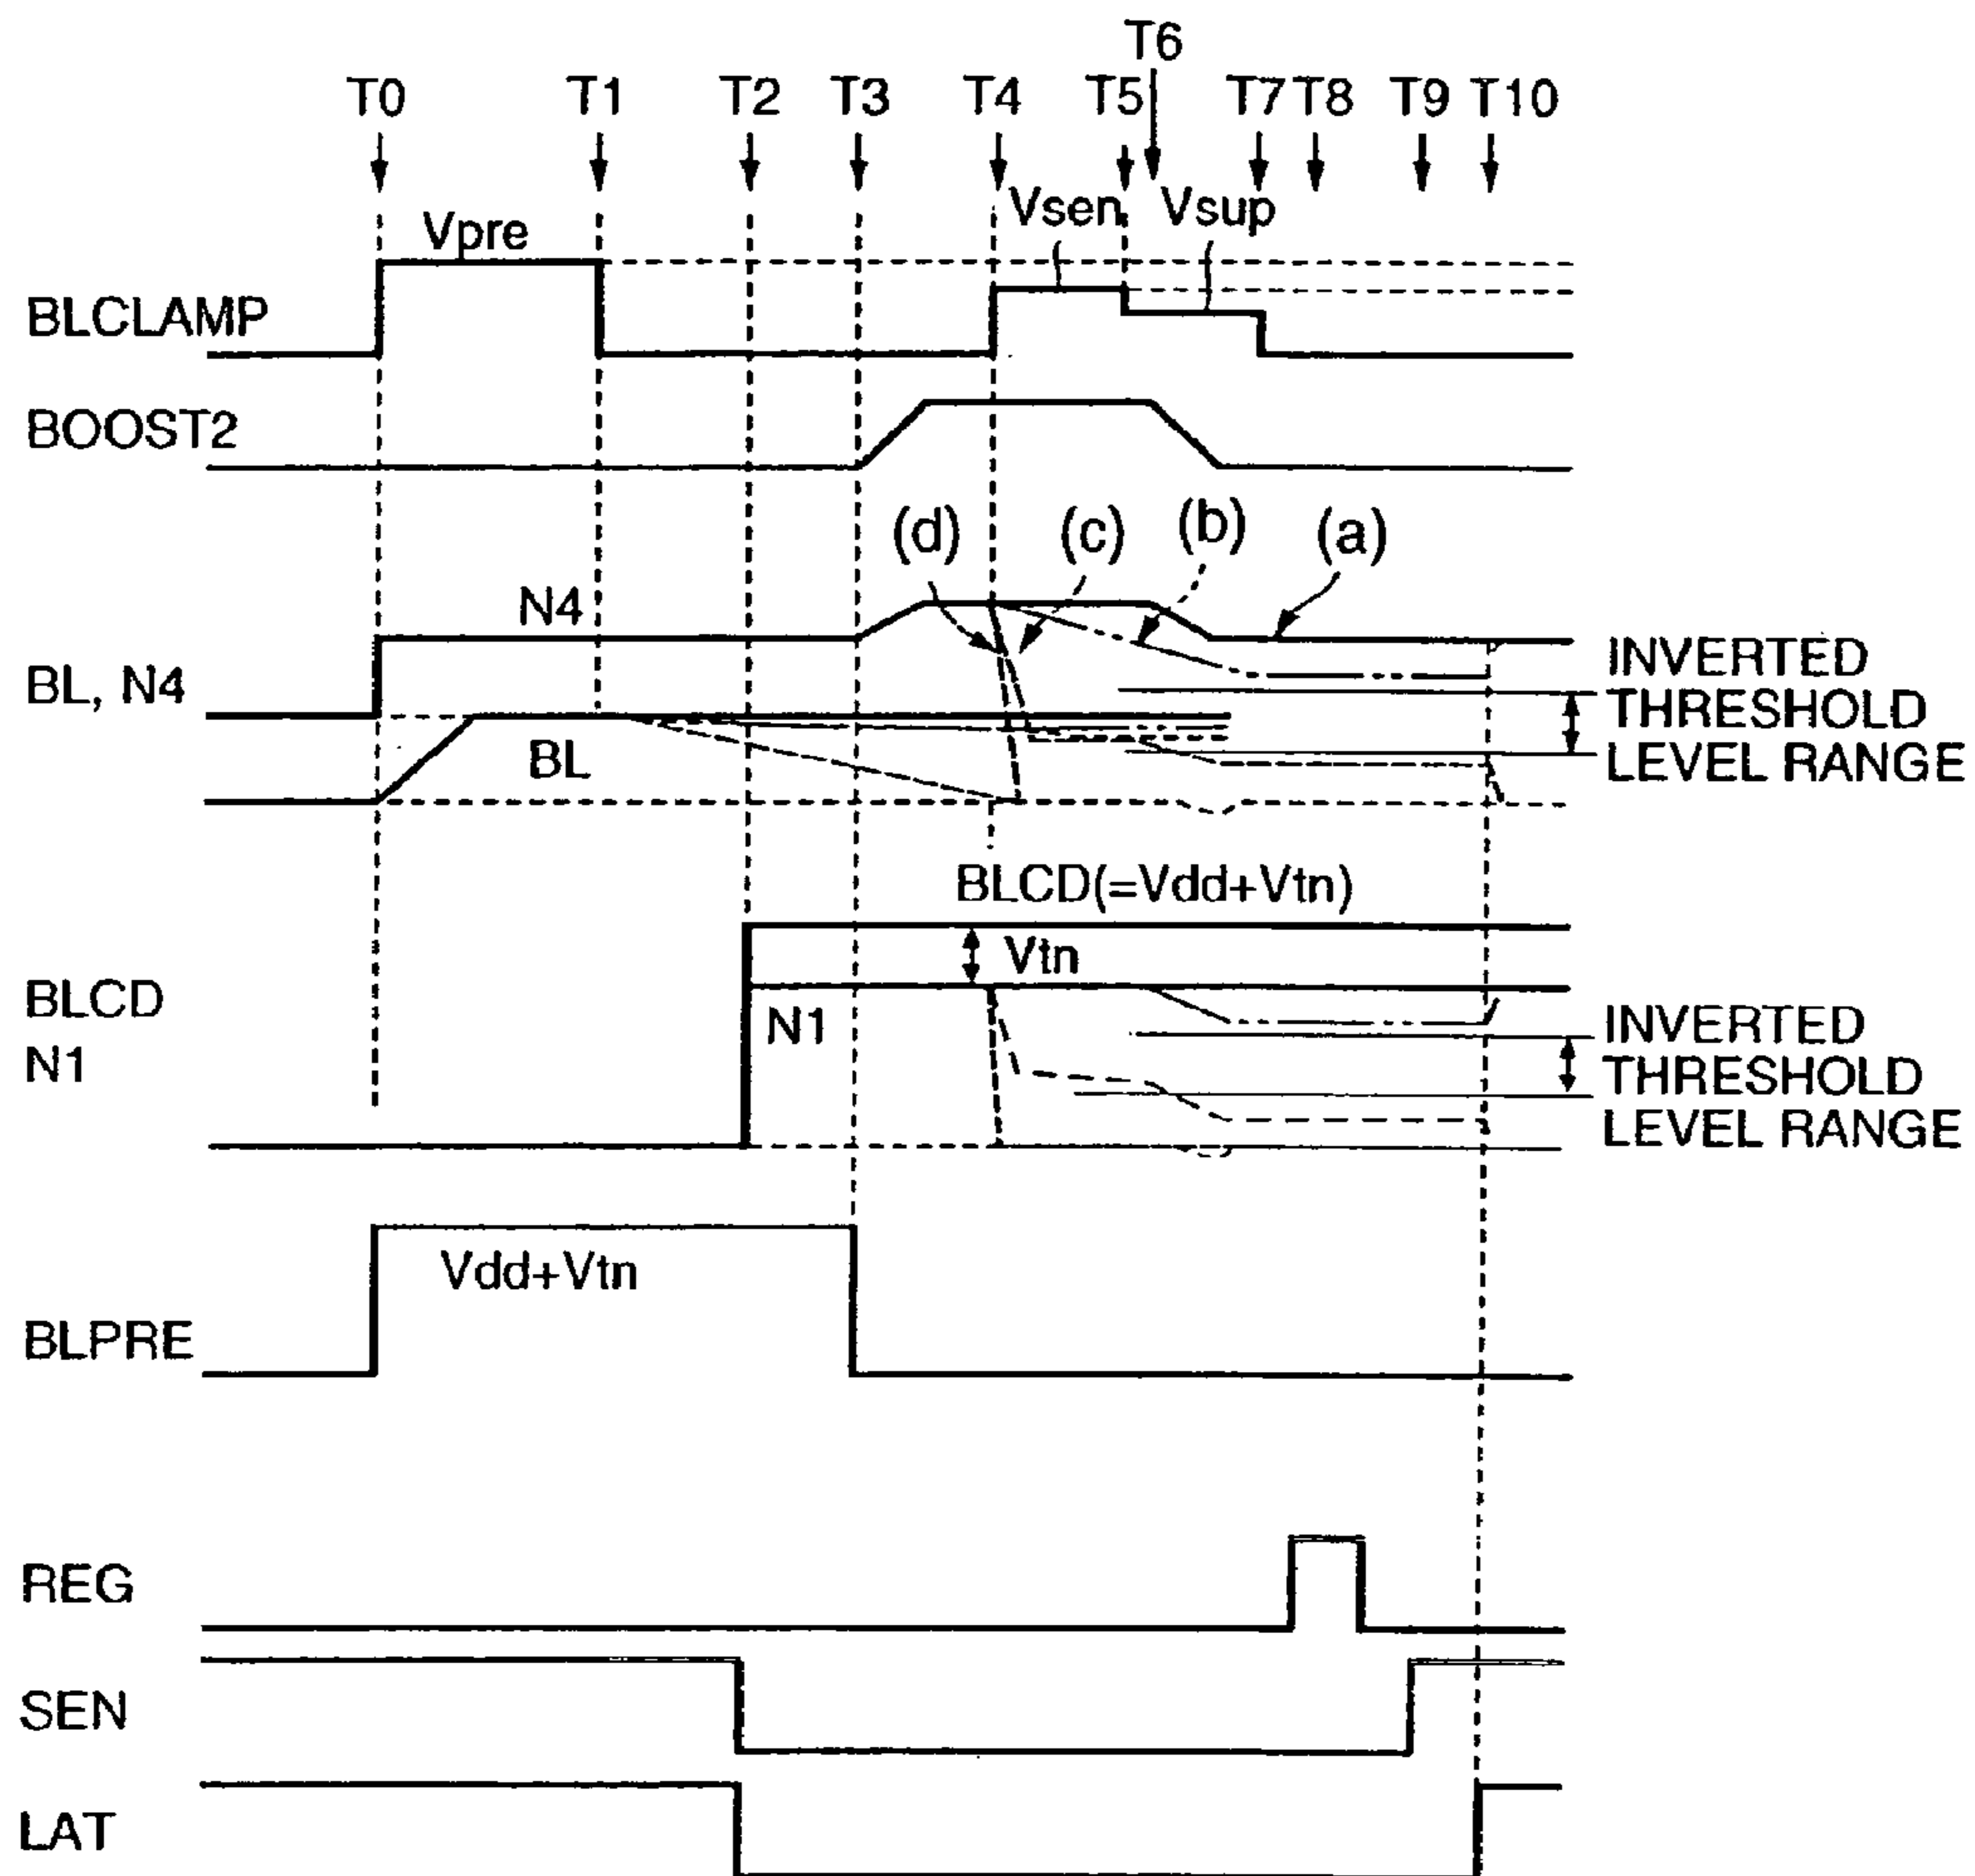 T6
T0 T1 T2 T3 T4 T5 T7 T8 T9 T10
Vpre Vsen Vsup
BLCLAMP
BOOST2
(d) (c) (b) (a)
N4
BL, N4
BL
INVERTED
THRESHOLD
LEVEL RANGE
BLCD(=Vdd+Vtn)
Vtn
BLCD
N1
N1
INVERTED
THRESHOLD
LEVEL RANGE
Vdd+Vtn
BLPRE
REG
SEN
LAT